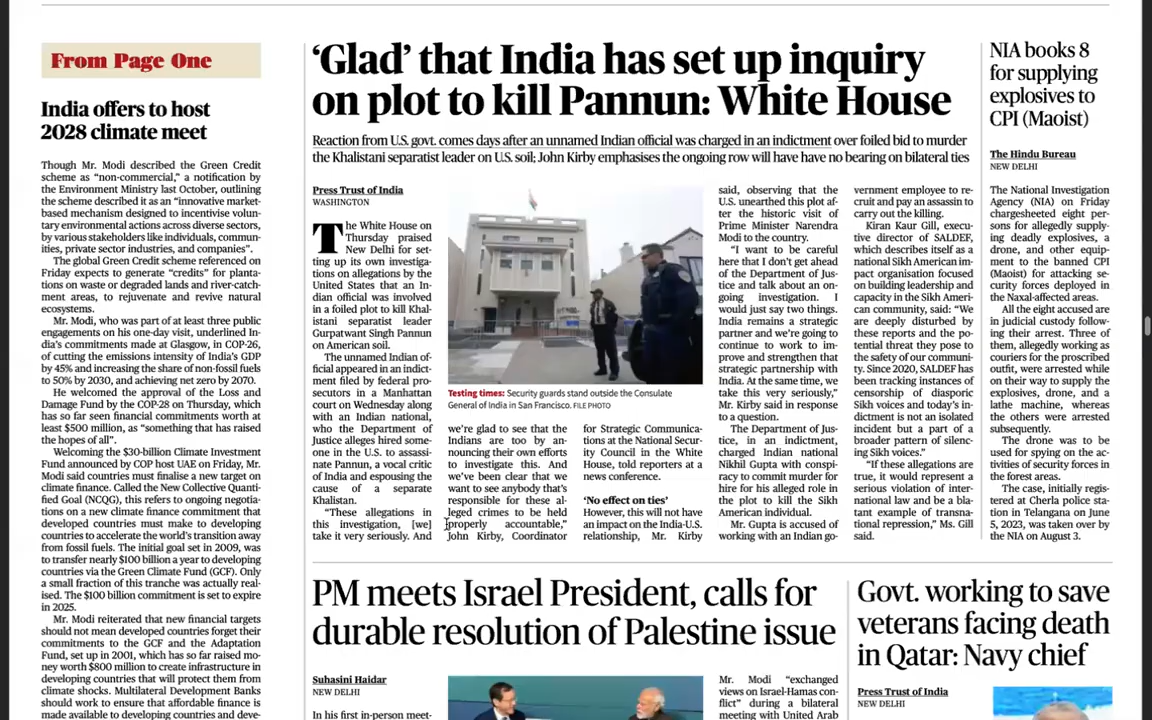 From Page One
India offers to host
2028 climate meet
Though Mr. Modi described the Green Credit
scheme as “non-commercial,” a notification by
the Environment Ministry last October, outlining
the scheme described it as an “innovative market-
based mechanism designed to incentivise volun-
tary environmental actions across diverse sectors,
by various stakeholders like individuals, commun-
ities, private sector industries, and companies”.
The global Green Credit scheme referenced on
Friday expects to generate “credits” for planta-
tions on waste or degraded lands and river-catch-
ment areas, to rejuvenate and revive natural
ecosystems.
Mr. Modi, who was part of at least three public
engagements on his one-day visit, underlined In-
dia’s commitments made at Glasgow, in COP-26,
of cutting the emissions intensity of India’s GDP
by 45% and increasing the share of non-fossil fuels
to 50% by 2030, and achieving net zero by 2070.
He welcomed the approval of the Loss and
Damage Fund by the COP-28 on Thursday, which
has so far seen financial commitments worth at
least $500 million, as “something that has raised
the hopes of all”.
Welcoming the $30-billion Climate Investment
Fund announced by COP host UAE on Friday, Mr.
Modi said countries must finalise a new target on
climate finance. Called the New Collective Quanti-
fied Goal (NCQG), this refers to ongoing negotia-
tions on a new climate finance commitment that
developed countries must make to developing
countries to accelerate the world’s transition away
from fossil fuels. The initial goal set in 2009, was
to transfer nearly $100 billion a year to developing
countries via the Green Climate Fund (GCF). Only
a small fraction of this tranche was actually real-
ised. The $100 billion commitment is set to expire
in 2025.
Mr. Modi reiterated that new financial targets
should not mean developed countries forget their
commitments to the GCF and the Adaptation
Fund, set up in 2001, which has so far raised mo-
ney worth $800 million to create infrastructure in
developing countries that will protect them from
climate shocks. Multilateral Development Banks
should work to ensure that affordable finance is
made available to developing countries and deve-
‘Glad’ that India has set up inquiry
on plot to kill Pannun: White House
Reaction from U.S. govt. comes days after an unnamed Indian official was charged in an indictment over foiled bid to murder
the Khalistani separatist leader on U.S. soil; John Kirby emphasises the ongoing row will have have no bearing on bilateral ties
Press Trust of India
WASHINGTON
The White House on
Thursday praised
New Delhi for set-
ting up its own investiga-
tions on allegations by the
United States that an In-
dian official was involved
in a foiled plot to kill Khal-
istani separatist leader
Gurpatwant Singh Pannun
on American soil.
The unnamed Indian of-
ficial appeared in an indict-
ment filed by federal pro-
secutors in a Manhattan
court on Wednesday along
with an Indian national,
who the Department of
Justice alleges hired some-
one in the U.S. to assassi-
nate Pannun, a vocal critic
of India and espousing the
cause of a separate
Khalistan.
“These allegations in
this investigation, [we]
take it very seriously. And
Testing times: Security guards stand outside the Consulate
General of India in San Francisco. FILE PHOTO
we’re glad to see that the
Indians are too by an-
nouncing their own efforts
to investigate this. And
we’ve been clear that we
want to see anybody that’s
responsible for these al-
leged crimes to be held
properly accountable,”
John Kirby, Coordinator
for Strategic Communica-
tions at the National Secur-
ity Council in the White
House, told reporters at a
news conference.
‘No effect on ties’
However, this will not have
an impact on the India-U.S.
relationship, Mr. Kirby
said, observing that the
U.S. unearthed this plot af-
ter the historic visit of
Prime Minister Narendra
Modi to the country.
“I want to be careful
here that I don’t get ahead
of the Department of Jus-
tice and talk about an on-
going investigation. I
would just say two things.
India remains a strategic
partner and we’re going to
continue to work to im-
prove and strengthen that
strategic partnership with
India. At the same time, we
take this very seriously,”
Mr. Kirby said in response
to a question.
The Department of Jus-
tice, in an indictment,
charged Indian national
Nikhil Gupta with conspi-
racy to commit murder for
hire for his alleged role in
the plot to kill the Sikh
American individual.
Mr. Gupta is accused of
working with an Indian go-
vernment employee to re-
cruit and pay an assassin to
carry out the killing.
Kiran Kaur Gill, execu-
tive director of SALDEF,
which describes itself as a
national Sikh American im-
pact organisation focused
on building leadership and
capacity in the Sikh Ameri-
can community, said: “We
are deeply disturbed by
these reports and the po-
tential threat they pose to
the safety of our communi-
ty. Since 2020, SALDEF has
been tracking instances of
censorship of diasporic
Sikh voices and today’s in-
dictment is not an isolated
incident but a part of a
broader pattern of silenc-
ing Sikh voices.”
“If these allegations are
true, it would represent a
serious violation of inter-
national law and be a bla-
tant example of transna-
tional repression,” Ms. Gill
said.
NIA books 8
for supplying
explosives to
CPI (Maoist)
The Hindu Bureau
NEW DELHI
The National Investigation
Agency (NIA) on Friday
chargesheeted eight per-
sons for allegedly supply-
ing deadly explosives, a
drone, and other equip-
ment to the banned CPI
(Maoist) for attacking se-
curity forces deployed in
the Naxal-affected areas.
All the eight accused are
in judicial custody follow-
ing their arrest. Three of
them, allegedly working as
couriers for the proscribed
outfit, were arrested while
on their way to supply the
explosives, drone, and a
lathe machine, whereas
the others were arrested
subsequently.
The drone was to be
used for spying on the ac-
tivities of security forces in
the forest areas.
The case, initially regis-
tered at Cherla police sta-
tion in Telangana on June
5, 2023, was taken over by
the NIA on August 3.
PM meets Israel President, calls for
durable resolution of Palestine issue
Suhasini Haidar
NEW DELHI
In his first in-person meet-
Mr. Modi “exchanged
views on Israel-Hamas con-
flict” during a bilateral
meeting with United Arab
Govt. working to save
veterans facing death
in Qatar: Navy chief
Press Trust of India
NEW DELHI